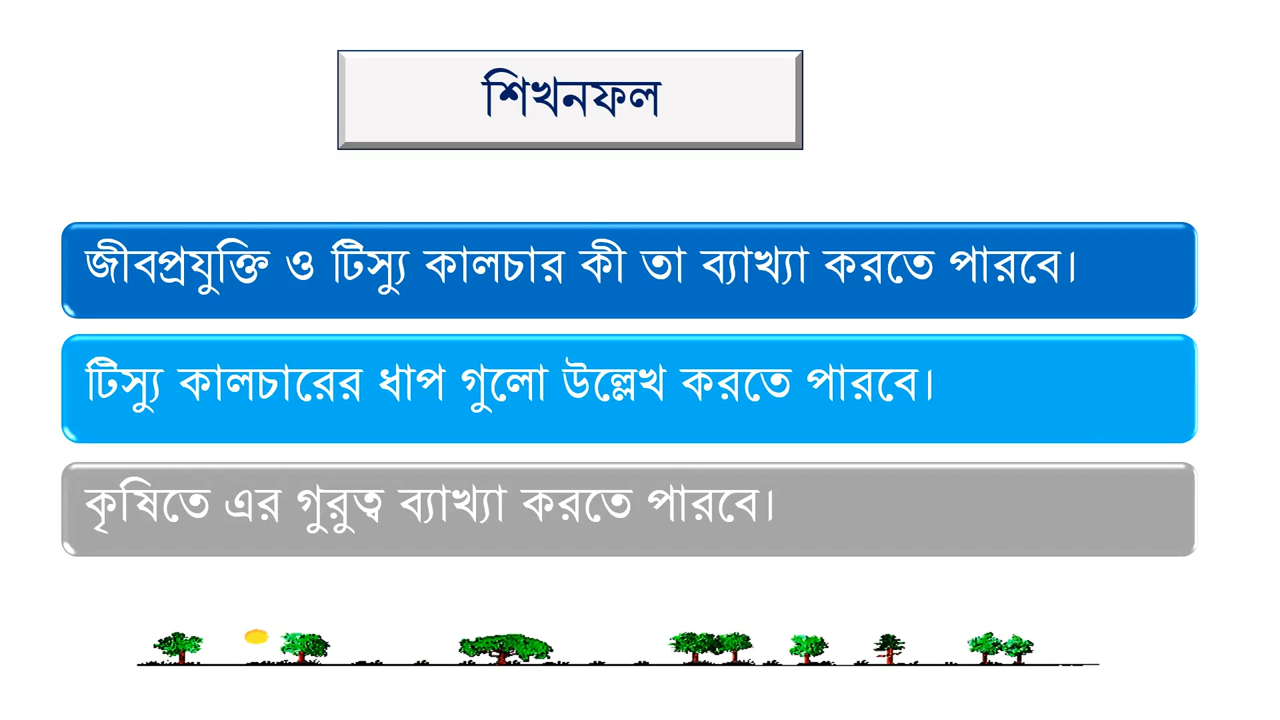 শিখনফল
জীবপ্রযুক্তি ও টিস্যু কালচার কী তা ব্যাখ্যা করতে পারবে।
টিস্যু কালচারের ধাপ গুলো উল্লেখ করতে পারবে।
কৃষিতে এর গুরুত্ব ব্যাখ্যা করতে পারবে।